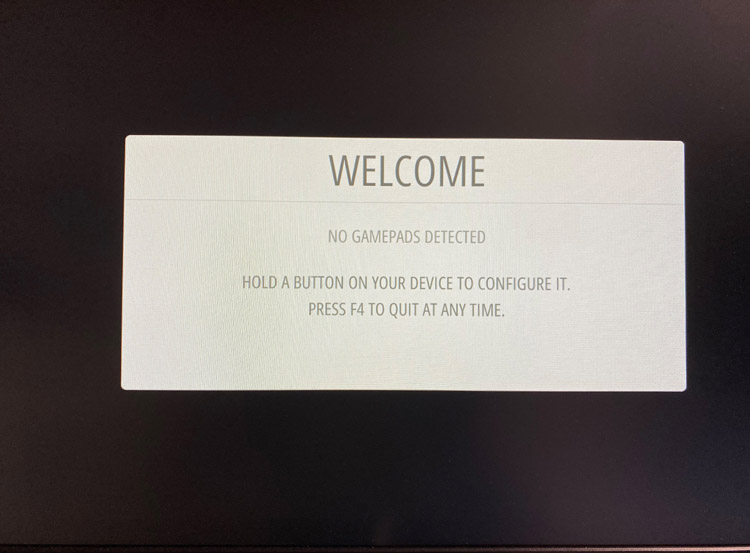 WELCOME
NO GAMEPADS DETECTED
HOLD A BUTTON ON YOUR DEVICE TO CONFIGURE IT.
PRESS F4 TO QUIT AT ANY TIME.